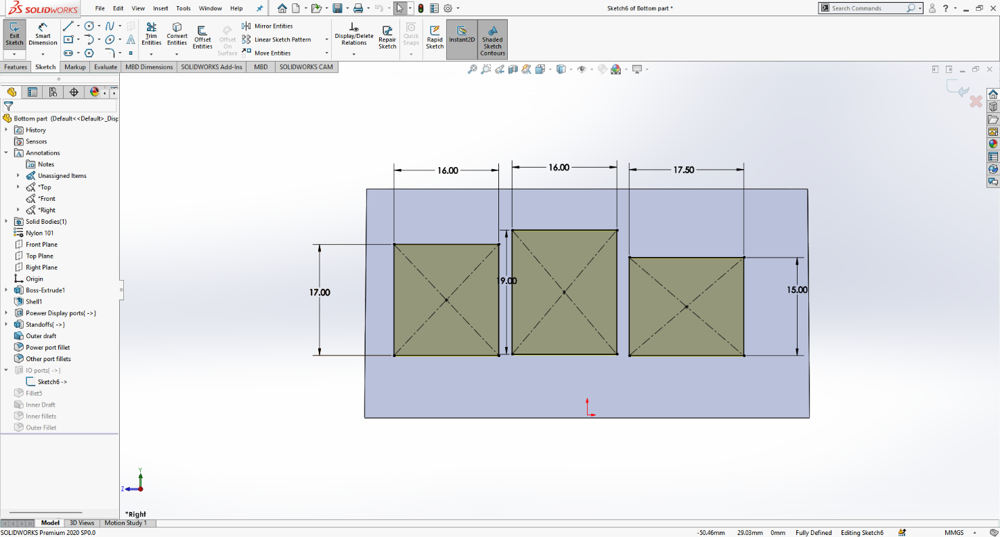 SOLIDWORKS File Edit View Insert Tools Window Help Sketch6 of Bottom part * Search Commands ?
Exit Sketch
Smart Dimension
Trim Entities
Convert Entities
Offset Entities
Offset On Surface
Mirror Entities
Linear Sketch Pattern
Move Entities
Display/Delete Relations
Repair Sketch
Quick Snaps
Rapid Sketch
Instant2D
Shaded Sketch Contours
Features Sketch Markup Evaluate MBD Dimensions SOLIDWORKS Add-Ins MBD SOLIDWORKS CAM
Bottom part (Default<<Default>_Disp
History
Sensors
Annotations
Notes
Unassigned Items
*Top
*Front
*Right
Solid Bodies(1)
Nylon 101
Front Plane
Top Plane
Right Plane
Origin
Boss-Extrude1
Shell1
Poewer Display ports{ ->}
Standoffs{ ->}
Outer draft
Power port fillet
Other port fillets
IO ports{ ->}
Sketch6 ->
Fillet5
Inner Draft
Inner fillets
Outer Fillet
16.00 16.00 17.50
17.00 19.00 15.00
Y
Z
*Right
Model 3D Views Motion Study 1
SOLIDWORKS Premium 2020 SP0.0 -50.46mm 29.03mm 0mm Fully Defined Editing Sketch6 MMGS